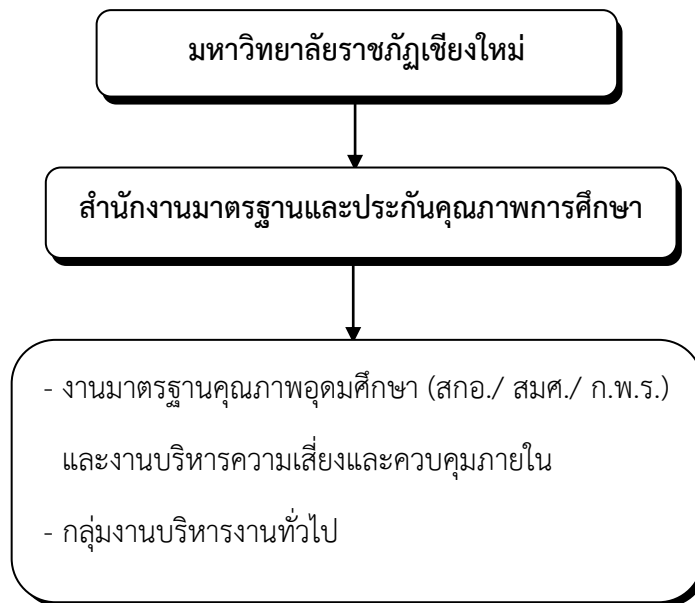 มหาวิทยาลัยราชภัฏเชียงใหม่
สำนักงานมาตรฐานและประกันคุณภาพการศึกษา
- งานมาตรฐานคุณภาพอุดมศึกษา (สกอ./ สมศ./ ก.พ.ร.)
และงานบริหารความเสี่ยงและควบคุมภายใน
- กลุ่มงานบริหารงานทั่วไป